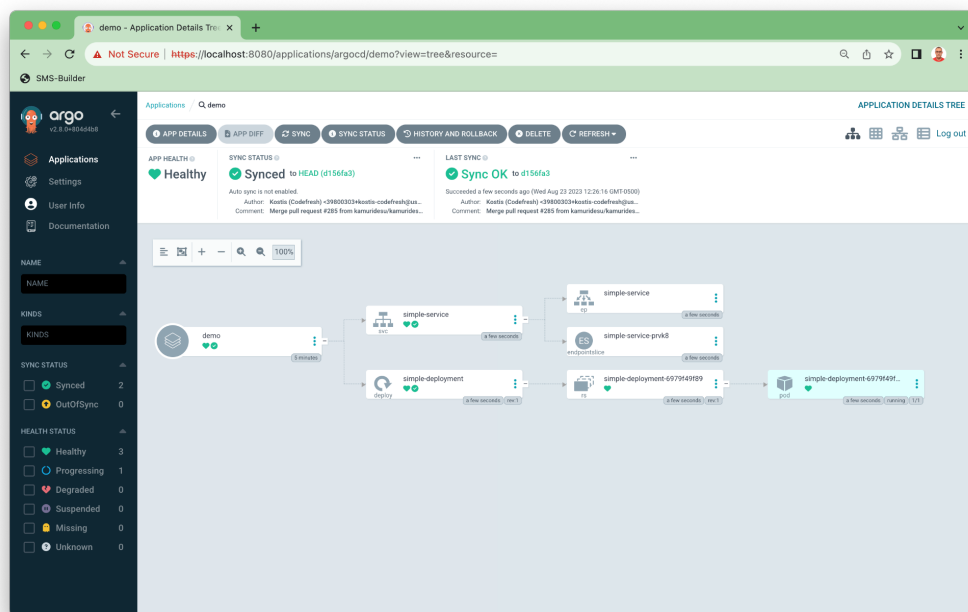 demo - Application Details Tre
Not Secure | https://localhost:8080/applications/argocd/demo?view=tree&resource=
SMS-Builder
argo
v2.8.0+804d4b8
Applications
Settings
User Info
Documentation
NAME
NAME
KINDS
KINDS
SYNC STATUS
Synced 2
OutOfSync 0
HEALTH STATUS
Healthy 3
Progressing 1
Degraded 0
Suspended 0
Missing 0
Unknown 0
Applications / demo
APPLICATION DETAILS TREE
APP DETAILS APP DIFF SYNC SYNC STATUS HISTORY AND ROLLBACK DELETE REFRESH
Log out
APP HEALTH
Healthy
SYNC STATUS
Synced to HEAD (d156fa3)
Auto sync is not enabled.
Author: Kostis (Codefresh) <39800303+kostis-codefresh@us...
Comment: Merge pull request #285 from kamuridesu/kamurides...
LAST SYNC
Sync OK to d156fa3
Succeeded a few seconds ago (Wed Aug 23 2023 12:26:16 GMT-0500)
Author: Kostis (Codefresh) <39800303+kostis-codefresh@us...
Comment: Merge pull request #285 from kamuridesu/kamurides...
100%
demo
5 minutes
simple-service
svc
a few seconds
simple-deployment
deploy
a few seconds rev:1
simple-service
ep
a few seconds
ES
simple-service-prvk8
endpointslice
a few seconds
simple-deployment-6979f49f89
rs
a few seconds rev:1
simple-deployment-6979f49f...
pod
a few seconds running 1/1